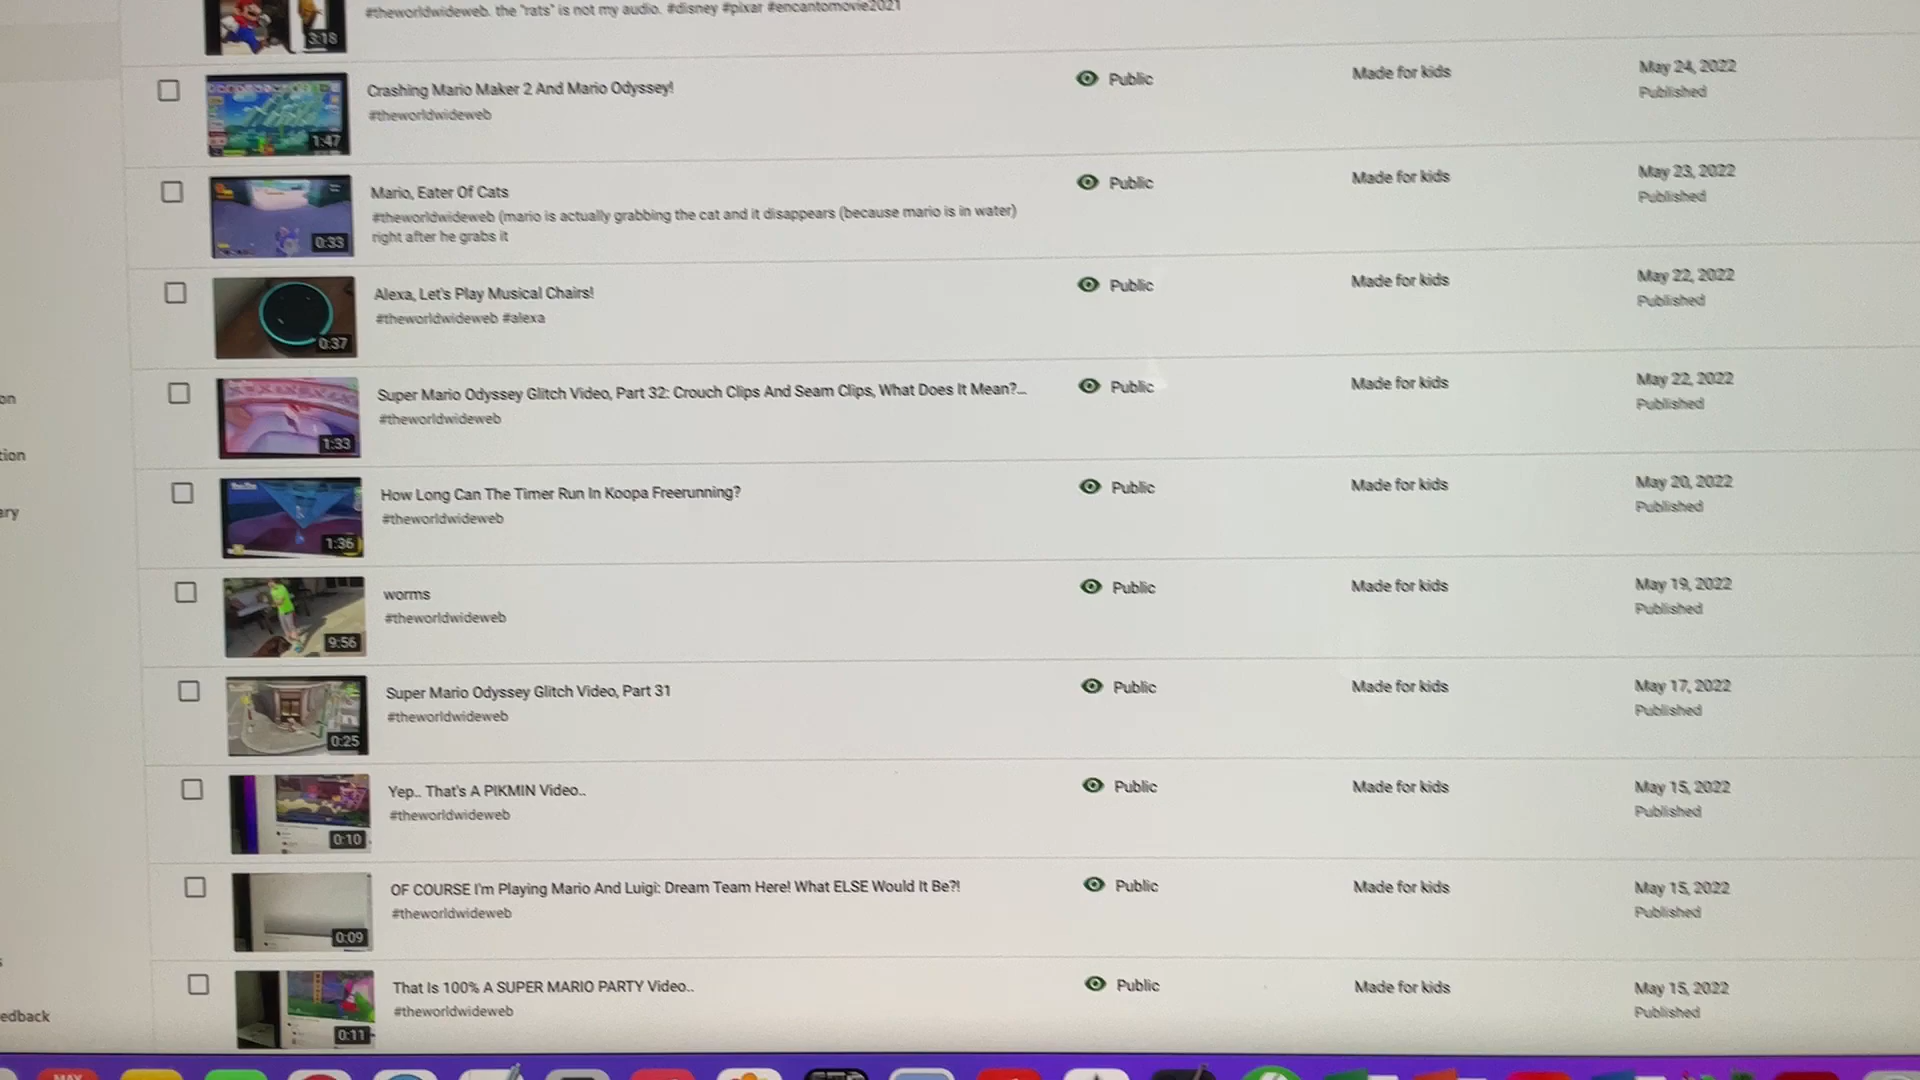 #theworldwideweb. the "rats" is not my audio. #disney #pixar #encantomovie2021
3:18
Crashing Mario Maker 2 And Mario Odyssey!
Public
Made for kids
May 24, 2022
#theworldwideweb
Published
1:47
Mario, Eater Of Cats
Public
Made for kids
May 23, 2022
#theworldwideweb (mario is actually grabbing the cat and it disappears (because mario is in water)
Published
right after he grabs it
0:33
Alexa, Let's Play Musical Chairs!
Public
Made for kids
May 22, 2022
#theworldwideweb #alexa
Published
0:37
Super Mario Odyssey Glitch Video, Part 32: Crouch Clips And Seam Clips, What Does It Mean?...
Public
Made for kids
May 22, 2022
on
#theworldwideweb
Published
1:33
tion
How Long Can The Timer Run In Koopa Freerunning?
Public
Made for kids
May 20, 2022
ary
#theworldwideweb
Published
1:36
worms
Public
Made for kids
May 19, 2022
#theworldwideweb
Published
9:56
Super Mario Odyssey Glitch Video, Part 31
Public
Made for kids
May 17, 2022
#theworldwideweb
Published
0:25
Yep.. That's A PIKMIN Video..
Public
Made for kids
May 15, 2022
#theworldwideweb
Published
0:10
OF COURSE I'm Playing Mario And Luigi: Dream Team Here! What ELSE Would It Be?!
Public
Made for kids
May 15, 2022
#theworldwideweb
Published
0:09
s
That Is 100% A SUPER MARIO PARTY Video..
Public
Made for kids
May 15, 2022
edback
#theworldwideweb
Published
0:11
MAY